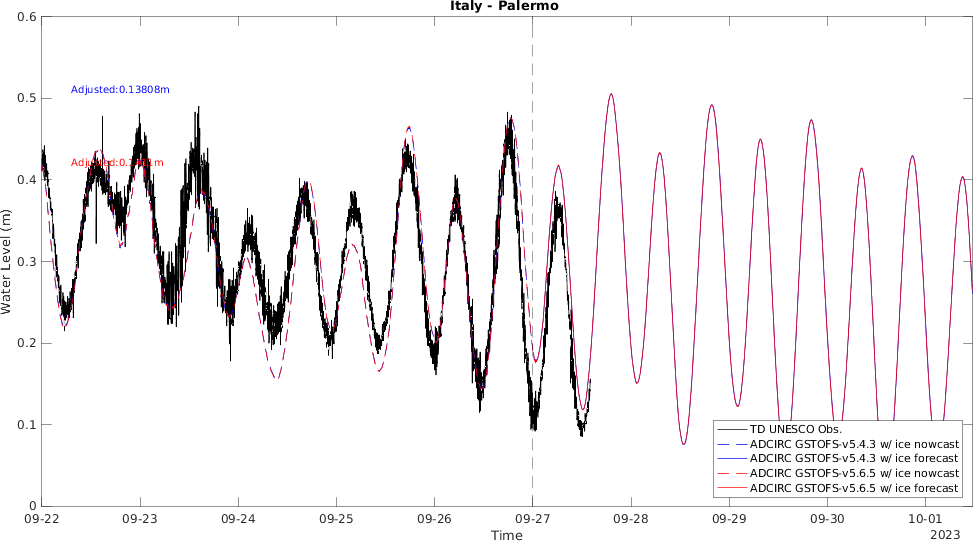 Italy - Palermo
0.6
0.5
0.4
0.3
0.2
0.1
0
Water Level (m)
Adjusted:0.13808m
Adjusted:
TD UNESCO Obs.
ADCIRC GSTOFS-v5.4.3 w/ ice nowcast
ADCIRC GSTOFS-v5.4.3 w/ ice forecast
ADCIRC GSTOFS-v5.6.5 w/ ice nowcast
ADCIRC GSTOFS-v5.6.5 w/ ice forecast
09-22 09-23 09-24 09-25 09-26 09-27 09-28 09-29 09-30 10-01
Time
2023